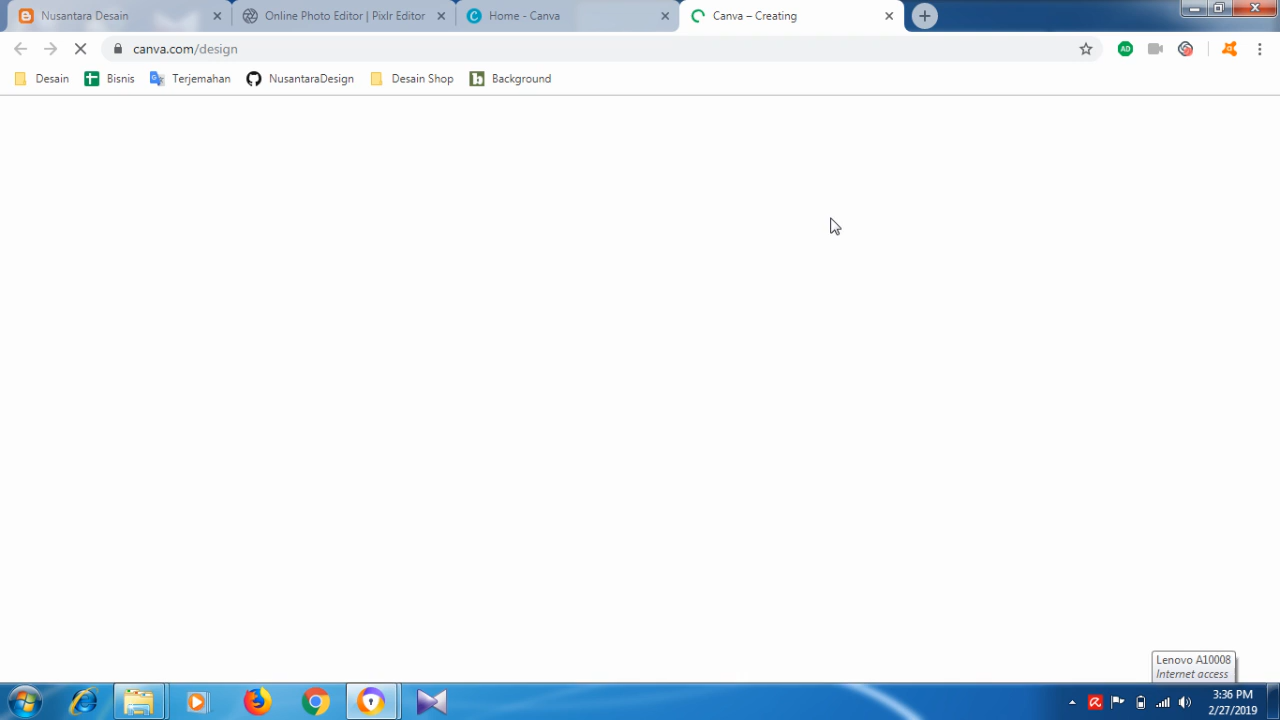 Nusantara Desain
Online Photo Editor | Pixlr Editor
Home - Canva
Canva – Creating
canva.com/design
AD
Desain
Bisnis
Terjemahan
NusantaraDesign
Desain Shop
Background
Lenovo A10008
Internet access
3:36 PM
2/27/2019